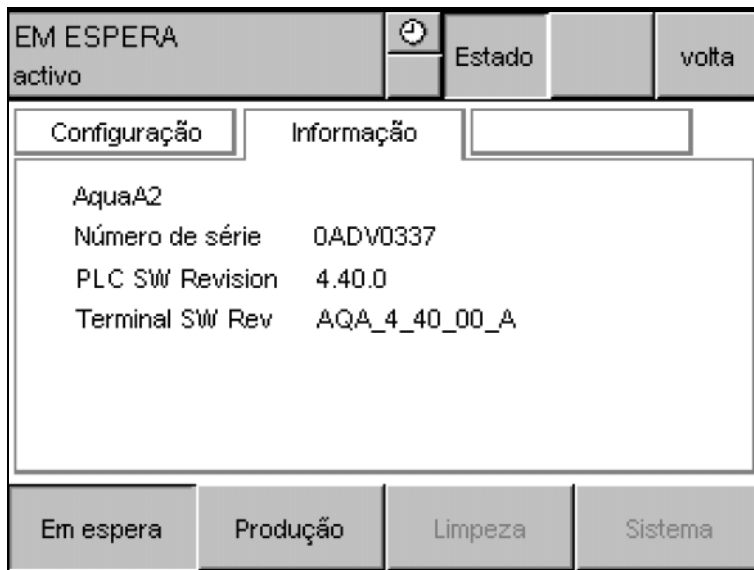 EM ESPERA
activo
Estado
volta
Configuração
Informação
AquaA2
Número de série 0ADV0337
PLC SW Revision 4.40.0
Terminal SW Rev AQA_4_40_00_A
Em espera
Produção
Limpeza
Sistema